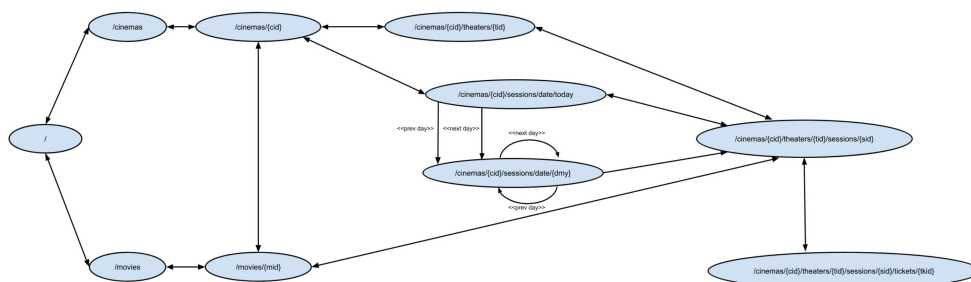 /cinemas
/cinemas/{cid}
/cinemas/{cid}/theaters/{tid}
/cinemas/{cid}/sessions/date/today
<<prev day>>
<<next day>>
<<next day>>
/
/cinemas/{cid}/theaters/{tid}/sessions/{sid}
/cinemas/{cid}/sessions/date/{dmy}
<<prev day>>
/movies
/movies/{mid}
/cinemas/{cid}/theaters/{tid}/sessions/{sid}/tickets/{tkid}